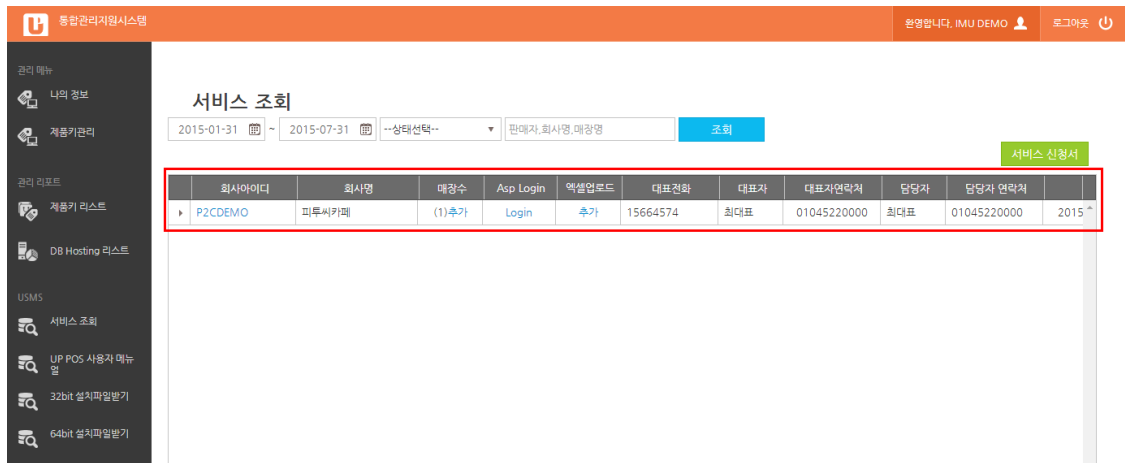 통합관리지원시스템
환영합니다. IMU DEMO
로그아웃
관리 메뉴
나의 정보
제품키관리
관리 리포트
제품키 리스트
DB Hosting 리스트
USMS
서비스 조회
UP POS 사용자 메뉴
얼
32bit 설치파일받기
64bit 설치파일받기
서비스 조회
2015-01-31 ~ 2015-07-31 --상태선택-- 판매자,회사명,매장명 조회
서비스 신청서
회사아이디 회사명 매장수 Asp Login 엑셀업로드 대표전화 대표자 대표자연락처 담당자 담당자 연락처
P2CDEMO 피투씨카페 (1)추가 Login 추가 15664574 최대표 01045220000 최대표 01045220000 2015